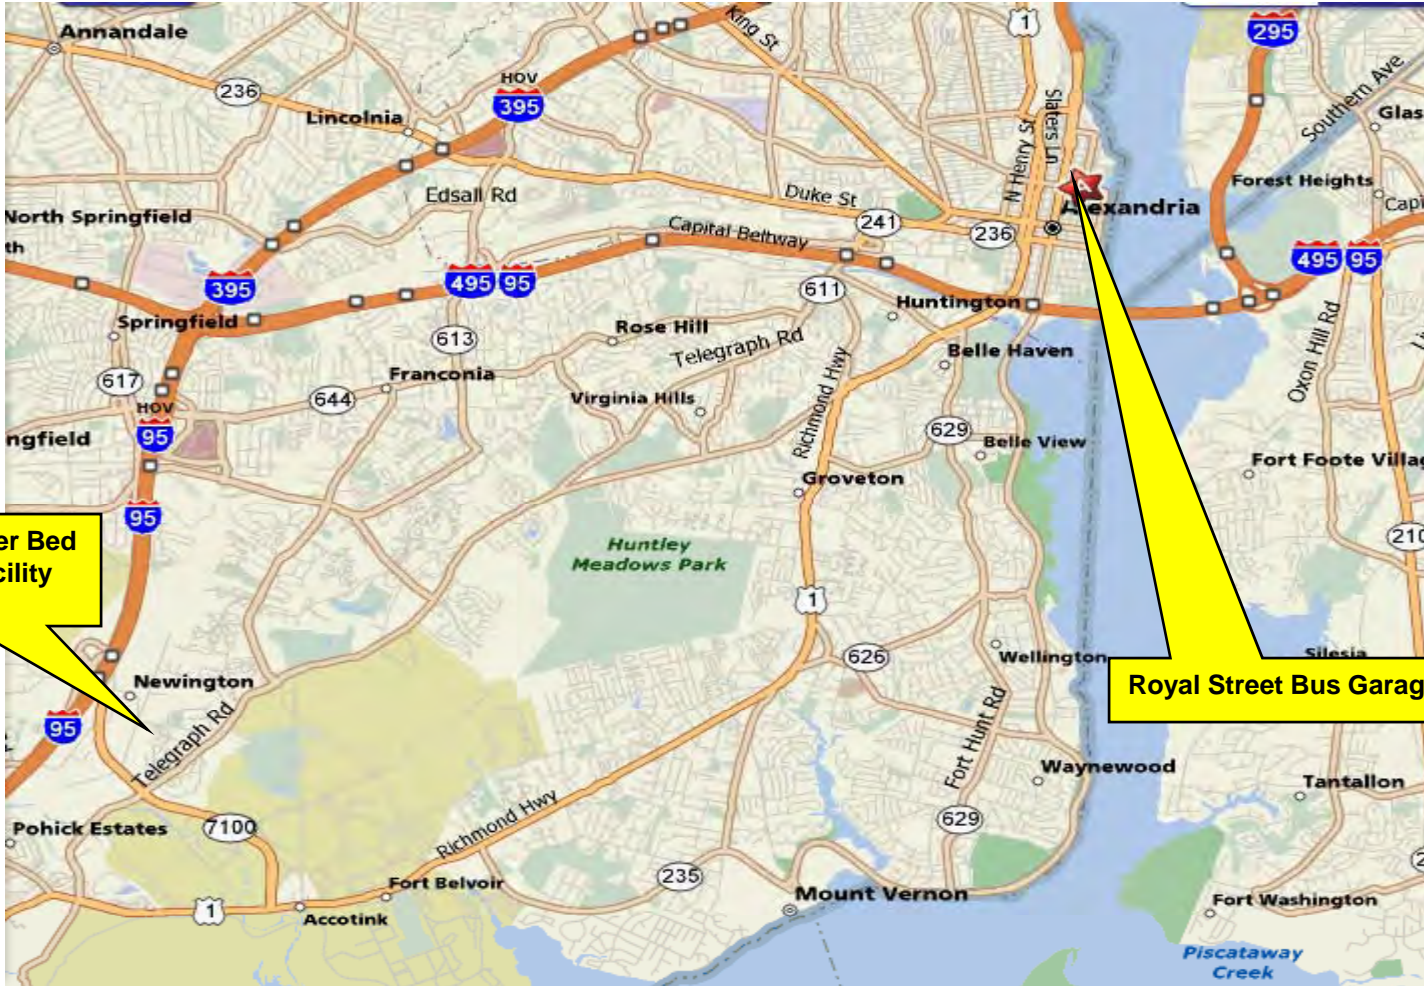 Annandale
236
Lincolnia
HOV
395
King St
1
295
Southern Ave
Glas
Slaters Ln
N Henry St
Edsall Rd
Duke St
241
236
Alexandria
Forest Heights
Capi
North Springfield
th
Capital Beltway
395
495
95
495
95
611
Huntington
Springfield
613
Rose Hill
Telegraph Rd
Belle Haven
Oxon Hill Rd
617
Franconia
644
Virginia Hills
Richmond Hwy
HOV
95
ngfield
629
Belle View
Groveton
Fort Foote Villag
95
210
er Bed
cility
Huntley
Meadows Park
1
626
Wellington
Silesia
Royal Street Bus Garag
Newington
95
Telegraph Rd
Fort Hunt Rd
Waynewood
Tantallon
Pohick Estates
7100
Richmond Hwy
629
235
Fort Belvoir
Mount Vernon
1
Accotink
Fort Washington
Piscataway
Creek